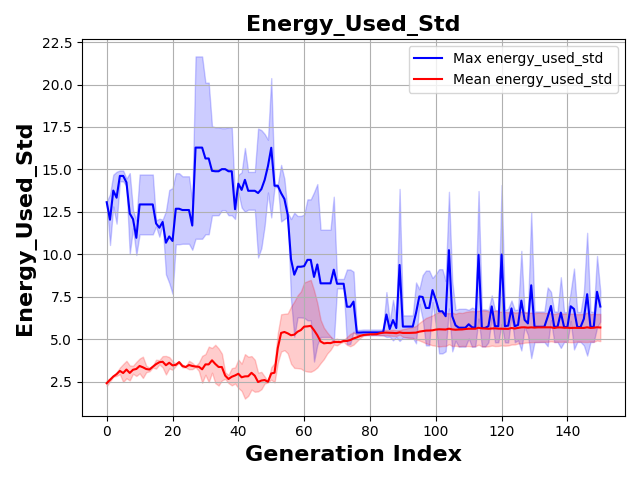 Energy_Used_Std
Max energy_used_std
Mean energy_used_std
Energy_Used_Std
22.5
20.0
17.5
15.0
12.5
10.0
7.5
5.0
2.5
0 20 40 60 80 100 120 140
Generation Index